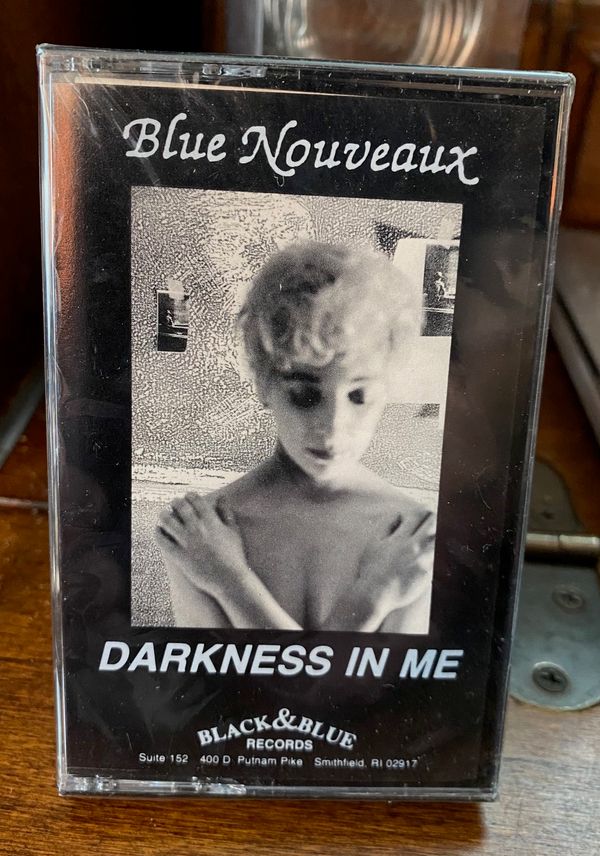 Blue Nouveaux
DARKNESS IN ME
BLACK&BLUE
RECORDS
Suite 152 400 D Putnam Pike Smithfield, RI 02917